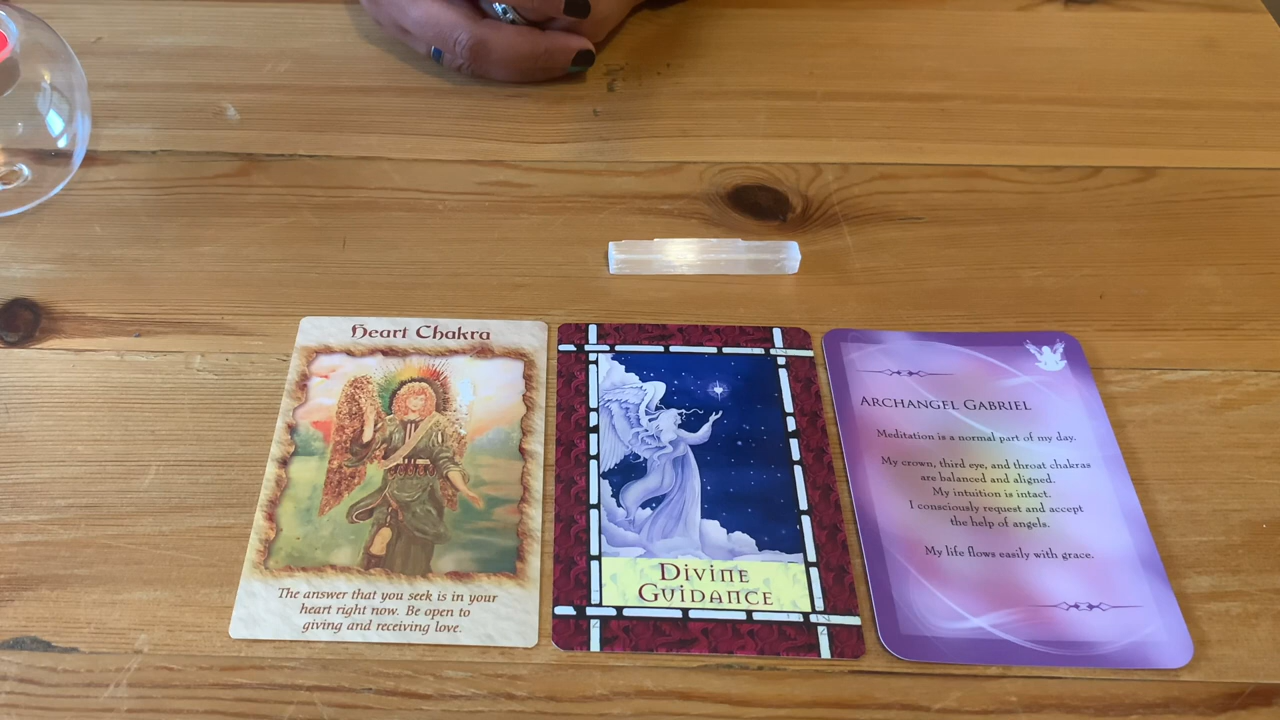 Heart Chakra
The answer that you seek is in your
heart right now. Be open to
giving and receiving love.
Divine
Guidance
Archangel Gabriel
Meditation is a normal part of my day.
My crown, third eye, and throat chakras
are balanced and aligned.
My intuition is intact.
I consciously request and accept
the help of angels.
My life flows easily with grace.